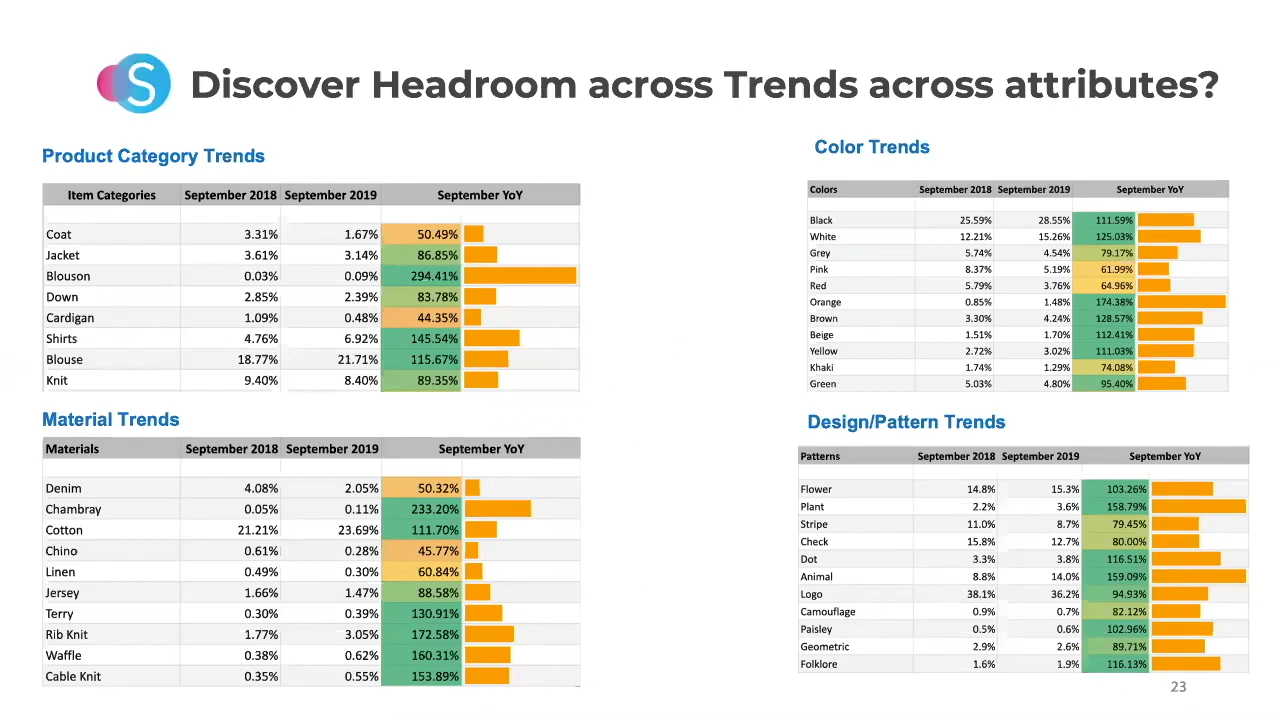 S
Discover Headroom across Trends across attributes?
Product Category Trends
Item Categories September 2018 September 2019 September YoY
Coat 3.31% 1.67% 50.49%
Jacket 3.61% 3.14% 86.85%
Blouson 0.03% 0.09% 294.41%
Down 2.85% 2.39% 83.78%
Cardigan 1.09% 0.48% 44.35%
Shirts 4.76% 6.92% 145.54%
Blouse 18.77% 21.71% 115.67%
Knit 9.40% 8.40% 89.35%
Color Trends
Colors September 2018 September 2019 September YoY
Black 25.59% 28.55% 111.59%
White 12.21% 15.26% 125.03%
Grey 5.74% 4.54% 79.17%
Pink 8.37% 5.19% 61.99%
Red 5.79% 3.76% 64.96%
Orange 0.85% 1.48% 174.38%
Brown 3.30% 4.24% 128.57%
Beige 1.51% 1.70% 112.41%
Yellow 2.72% 3.02% 111.03%
Khaki 1.74% 1.29% 74.08%
Green 5.03% 4.80% 95.40%
Material Trends
Materials September 2018 September 2019 September YoY
Denim 4.08% 2.05% 50.32%
Chambray 0.05% 0.11% 233.20%
Cotton 21.21% 23.69% 111.70%
Chino 0.61% 0.28% 45.77%
Linen 0.49% 0.30% 60.84%
Jersey 1.66% 1.47% 88.58%
Terry 0.30% 0.39% 130.91%
Rib Knit 1.77% 3.05% 172.58%
Waffle 0.38% 0.62% 160.31%
Cable Knit 0.35% 0.55% 153.89%
Design/Pattern Trends
Patterns September 2018 September 2019 September YoY
Flower 14.8% 15.3% 103.26%
Plant 2.2% 3.6% 158.79%
Stripe 11.0% 8.7% 79.45%
Check 15.8% 12.7% 80.00%
Dot 3.3% 3.8% 116.51%
Animal 8.8% 14.0% 159.09%
Logo 38.1% 36.2% 94.93%
Camouflage 0.9% 0.7% 82.12%
Paisley 0.5% 0.6% 102.96%
Geometric 2.9% 2.6% 89.71%
Folklore 1.6% 1.9% 116.13%
23